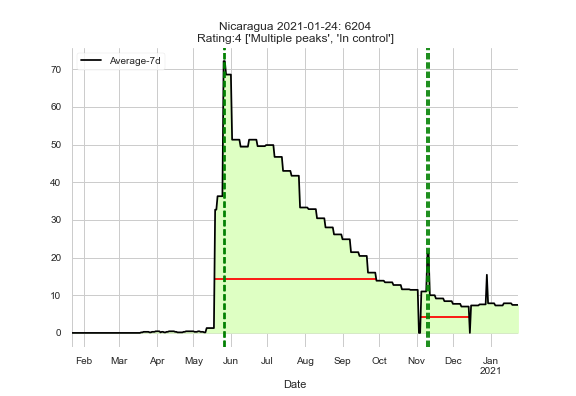 Nicaragua 2021-01-24: 6204
Rating:4 ['Multiple peaks', 'In control']
Average-7d
70
60
50
40
30
20
10
0
Feb Mar Apr May Jun Jul Aug Sep Oct Nov Dec Jan
2021
Date